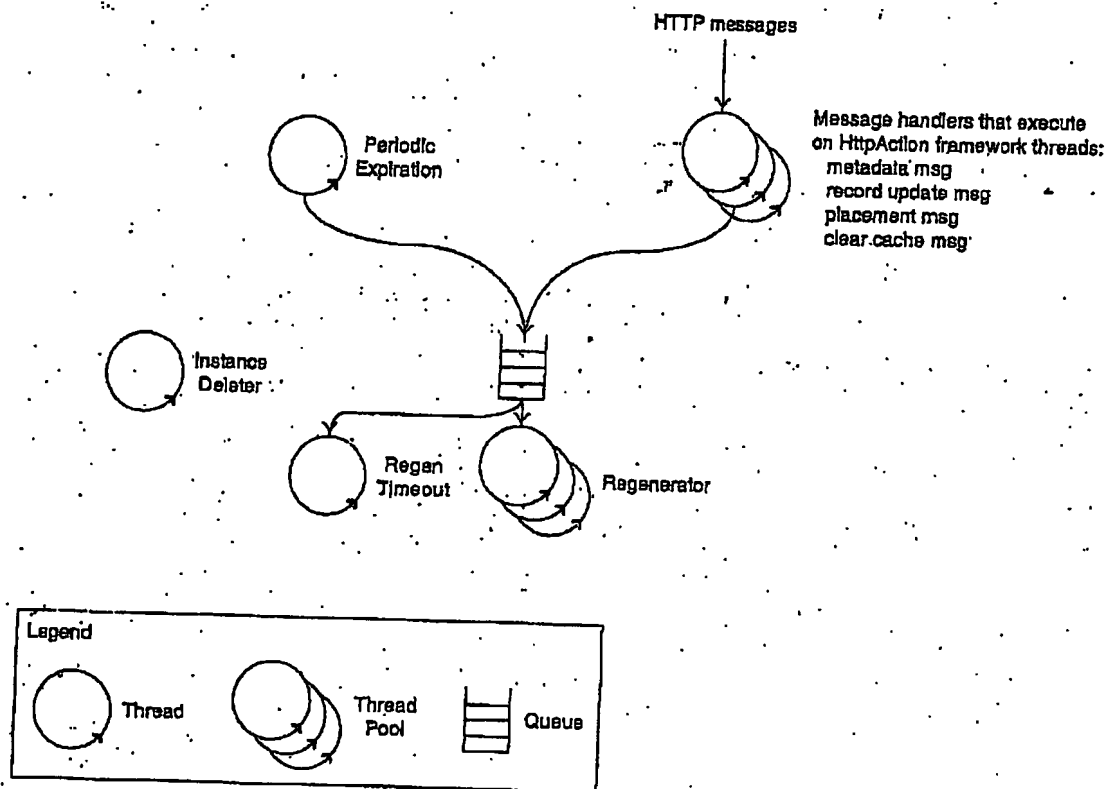 HTTP messages
Periodic
Expiration
Message handlers that execute
on HttpAction framework threads:
metadata msg
record update msg
placement msg
clear cache msg
Instance
Deleter
Regen
Timeout
Regenerator
Legend
Thread
Thread
Pool
Queue